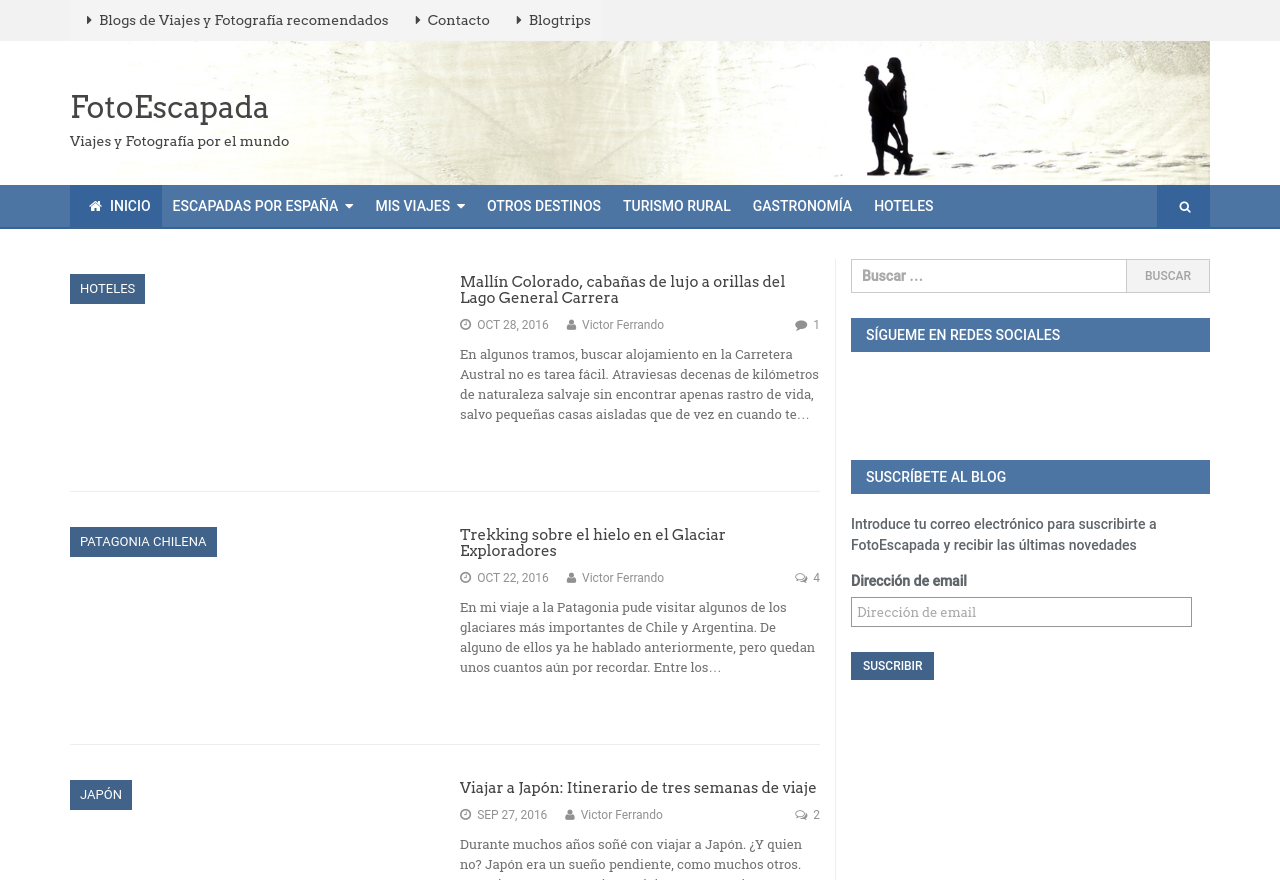 Blogs de Viajes y Fotografía recomendados
Contacto
Blogtrips
FotoEscapada
Viajes y Fotografía por el mundo
INICIO
ESCAPADAS POR ESPAÑA
MIS VIAJES
OTROS DESTINOS
TURISMO RURAL
GASTRONOMÍA
HOTELES
HOTELES
Mallín Colorado, cabañas de lujo a orillas del
Lago General Carrera
OCT 28, 2016 Victor Ferrando 1
En algunos tramos, buscar alojamiento en la Carretera
Austral no es tarea fácil. Atraviesas decenas de kilómetros
de naturaleza salvaje sin encontrar apenas rastro de vida,
salvo pequeñas casas aisladas que de vez en cuando te…
PATAGONIA CHILENA
Trekking sobre el hielo en el Glaciar
Exploradores
OCT 22, 2016 Victor Ferrando 4
En mi viaje a la Patagonia pude visitar algunos de los
glaciares más importantes de Chile y Argentina. De
alguno de ellos ya he hablado anteriormente, pero quedan
unos cuantos aún por recordar. Entre los…
JAPÓN
Viajar a Japón: Itinerario de tres semanas de viaje
SEP 27, 2016 Victor Ferrando 2
Durante muchos años soñé con viajar a Japón. ¿Y quien
no? Japón era un sueño pendiente, como muchos otros.
Buscar …
BUSCAR
SÍGUEME EN REDES SOCIALES
SUSCRÍBETE AL BLOG
Introduce tu correo electrónico para suscribirte a
FotoEscapada y recibir las últimas novedades
Dirección de email
Dirección de email
SUSCRIBIR